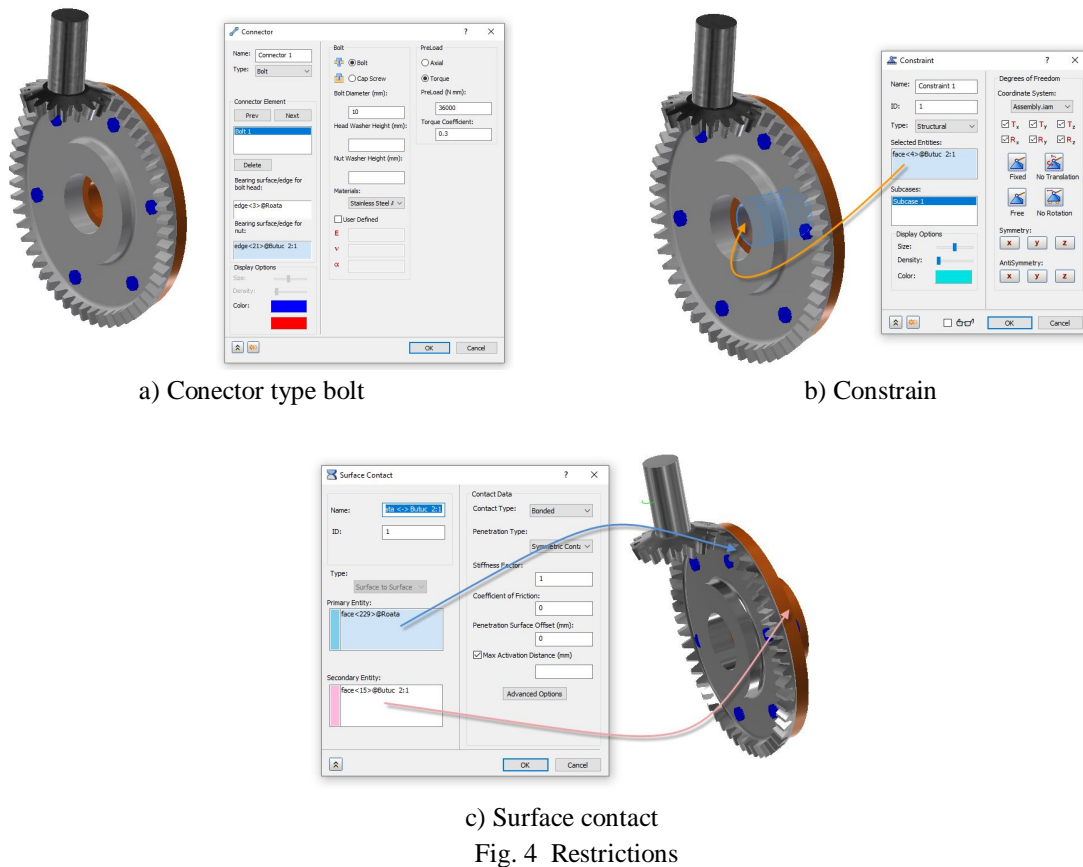 Connector ? ×
Name: Connector 1
Type: Bolt
Connector Element
Prev Next
Bolt 1
Delete
Bearing surface/edge for
bolt head:
edge<3>@Roata
Bearing surface/edge for
nut:
edge<21>@Butuc 2:1
Display Options
Size:
Density:
Color:
Bolt
Bolt
Cap Screw
Bolt Diameter (mm):
10
Head Washer Height (mm):
Nut Washer Height (mm):
Materials:
Stainless Steel A
User Defined
E
ν
α
PreLoad
Axial
Torque
PreLoad (N mm):
36000
Torque Coefficient:
0.3
OK Cancel
a) Conector type bolt
Constraint ? ×
Name: Constraint 1
ID: 1
Type: Structural
Selected Entities:
face<4>@Butuc 2:1
Subcases:
Subcase 1
Display Options
Size:
Density:
Color:
Degrees of Freedom
Coordinate System:
Assembly.iam
Tx Ty Tz
Rx Ry Rz
Fixed No Translation
Free No Rotation
Symmetry:
x y z
AntiSymmetry:
x y z
OK Cancel
b) Constrain
Surface Contact ? ×
Name: ata <-> Butuc 2:1
ID: 1
Type:
Surface to Surface
Primary Entity:
face<229>@Roata
Secondary Entity:
face<15>@Butuc 2:1
Contact Data
Contact Type: Bonded
Penetration Type:
Symmetric Conta
Stiffness Factor:
1
Coefficient of Friction:
0
Penetration Surface Offset (mm):
0
Max Activation Distance (mm)
Advanced Options
OK Cancel
c) Surface contact
Fig. 4 Restrictions